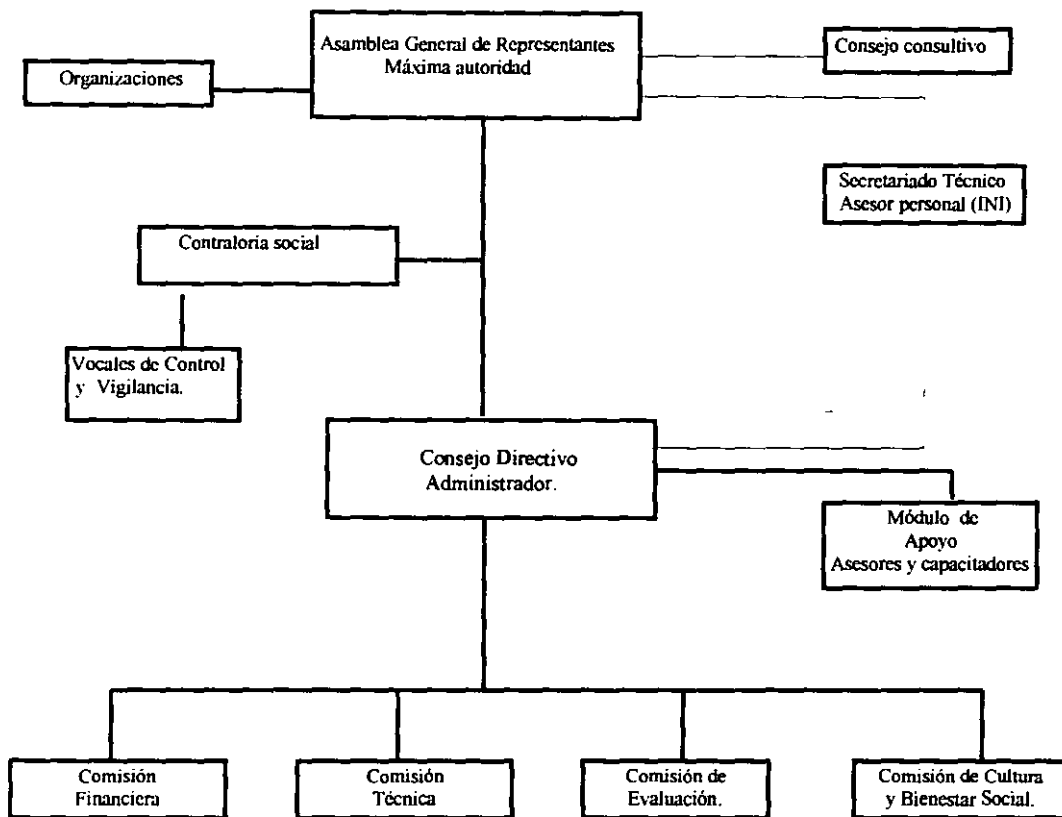 Asamblea General de Representantes
Máxima autoridad
Consejo consultivo
Organizaciones
Secretariado Técnico
Asesor personal (INI)
Contraloría social
Vocales de Control
y Vigilancia.
Consejo Directivo
Administrador.
Módulo de
Apoyo
Asesores y capacitadores
Comisión
Financiera
Comisión
Técnica
Comisión de
Evaluación.
Comisión de Cultura
y Bienestar Social.